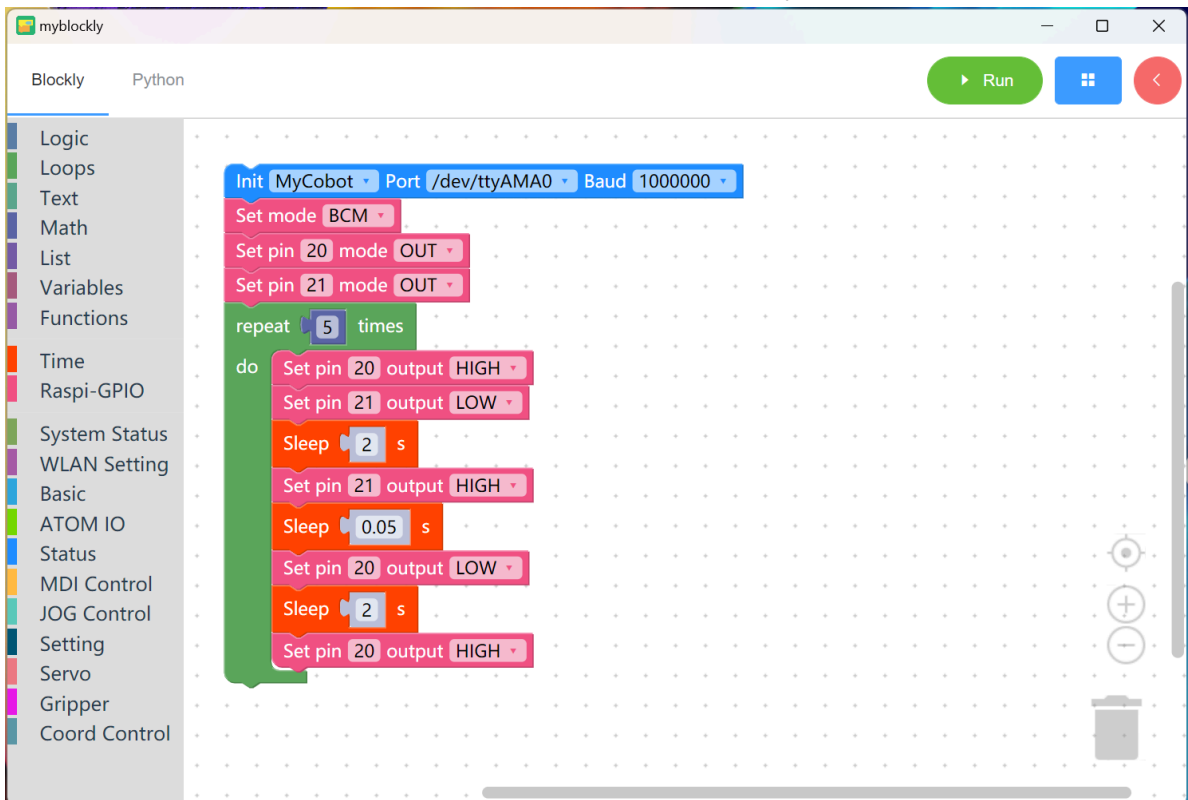 myblockly
Blockly Python Run
Logic
Loops
Text
Math
List
Variables
Functions
Time
Raspi-GPIO
System Status
WLAN Setting
Basic
ATOM IO
Status
MDI Control
JOG Control
Setting
Servo
Gripper
Coord Control
Init MyCobot Port /dev/ttyAMA0 Baud 1000000
Set mode BCM
Set pin 20 mode OUT
Set pin 21 mode OUT
repeat 5 times
do Set pin 20 output HIGH
Set pin 21 output LOW
Sleep 2 s
Set pin 21 output HIGH
Sleep 0.05 s
Set pin 20 output LOW
Sleep 2 s
Set pin 20 output HIGH